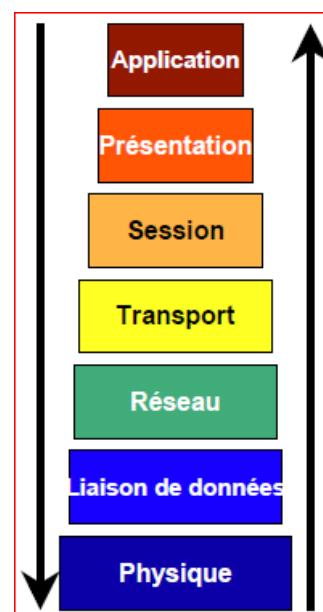 Application
Présentation
Session
Transport
Réseau
Liaison de données
Physique